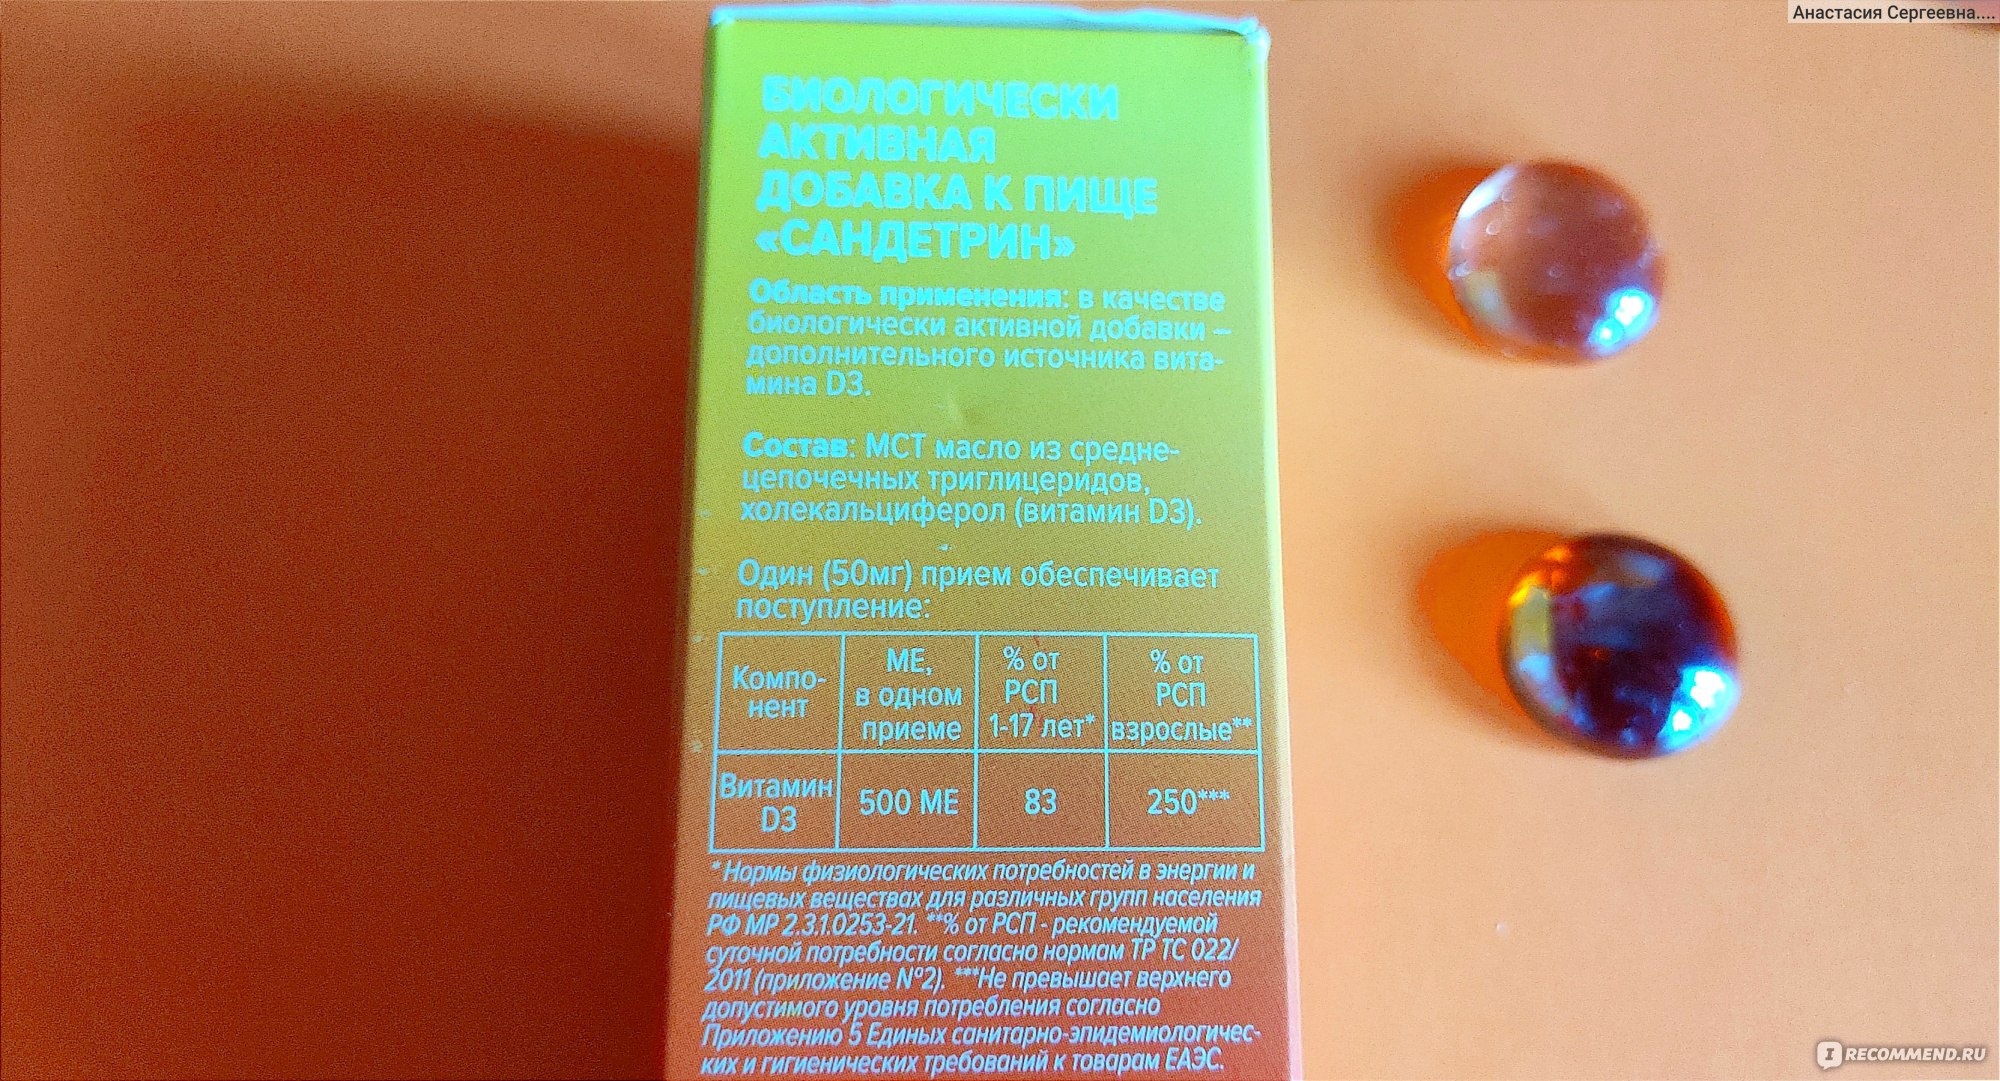 Анастасия Сергеевна....
БИОЛОГИЧЕСКИ
АКТИВНАЯ
ДОБАВКА К ПИЩЕ
«САНДЕТРИН»
Область применения: в качестве
биологически активной добавки –
дополнительного источника вита-
мина D3.
Состав: МСТ масло из средне-
цепочечных триглицеридов,
холекальциферол (витамин D3).
Один (50мг) прием обеспечивает
поступление:
Компо-
нент
МЕ,
в одном
приеме
% от
РСП
1-17 лет*
% от
РСП
взрослые**
Витамин
D3
500 МЕ
83
250***
*Нормы физиологических потребностей в энергии и
пищевых веществах для различных групп населения
РФ МР 2.3.1.0253-21. **% от РСП - рекомендуемой
суточной потребности согласно нормам ТР ТС 022/
2011 (приложение №2). ***Не превышает верхнего
допустимого уровня потребления согласно
Приложению 5 Единых санитарно-эпидемиологичес-
ких и гигиенических требований к товарам ЕАЭС.
IRECOMMEND.RU